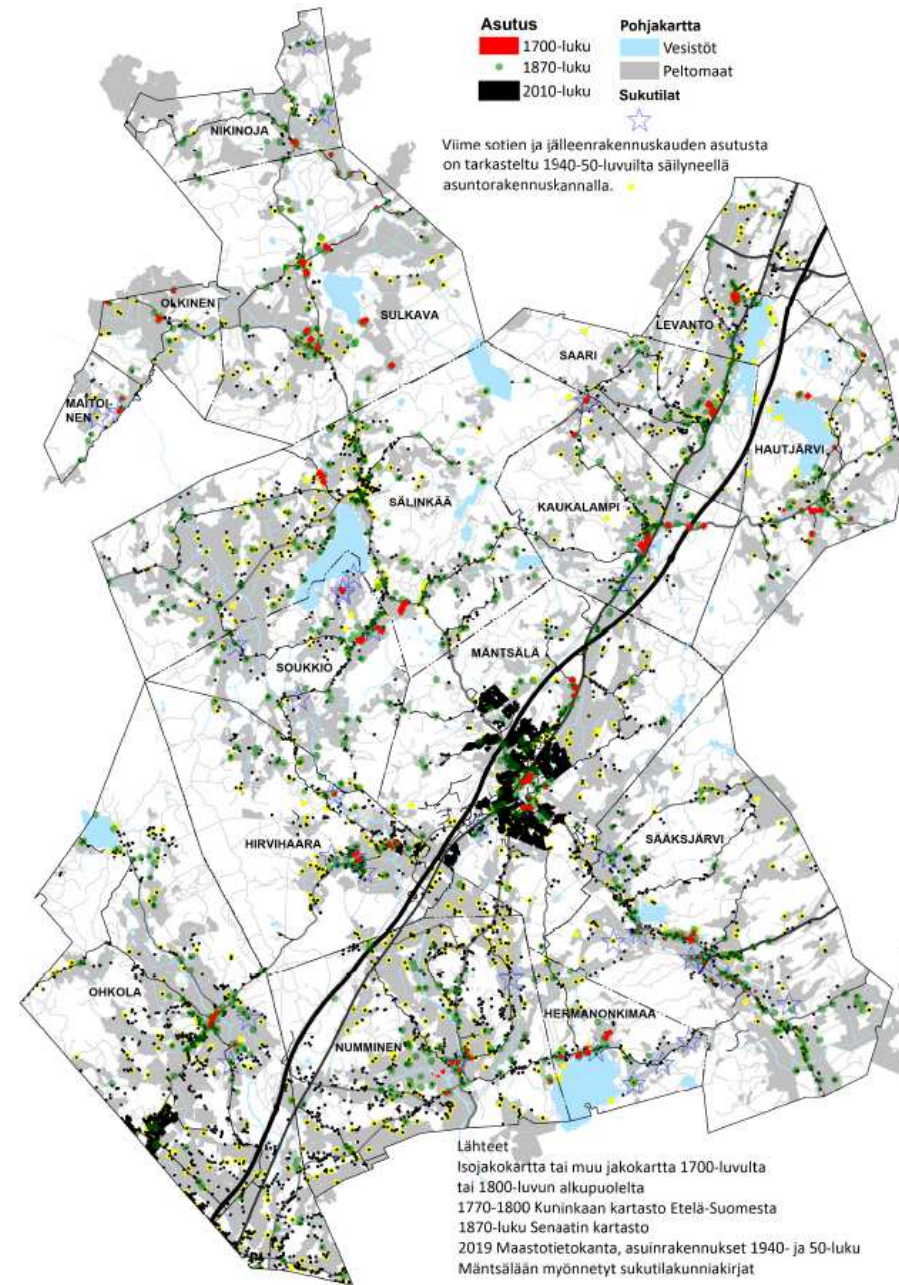 Asutus
1700-luku
1870-luku
2010-luku
Pohjakartta
Vesistöt
Peltomaat
Sukutilat
Viime sotien ja jälleenrakennuskauden asutusta
on tarkasteltu 1940-50-luvuilta säilyneellä
asuntorakennuskannalla.
NIKINOJA
OLKINEN
SULKAVA
LEVANTO
SAARI
MAITOI-
NEN
HAUTJÄRVI
SÄLINKÄÄ
KAUKALAMPI
MÄNTSÄLÄ
SOUKKIO
SÄÄKSJÄRVI
HIRVIHAARA
OHKOLA
HERMANONKIMAA
NUMMINEN
Lähteet
Isojakokartta tai muu jakokartta 1700-luvulta
tai 1800-luvun alkupuolelta
1770-1800 Kuninkaan kartasto Etelä-Suomesta
1870-luku Senaatin kartasto
2019 Maastotietokanta, asuinrakennukset 1940- ja 50-luku
Mäntsälään myönnetyt sukutilakunniakirjat